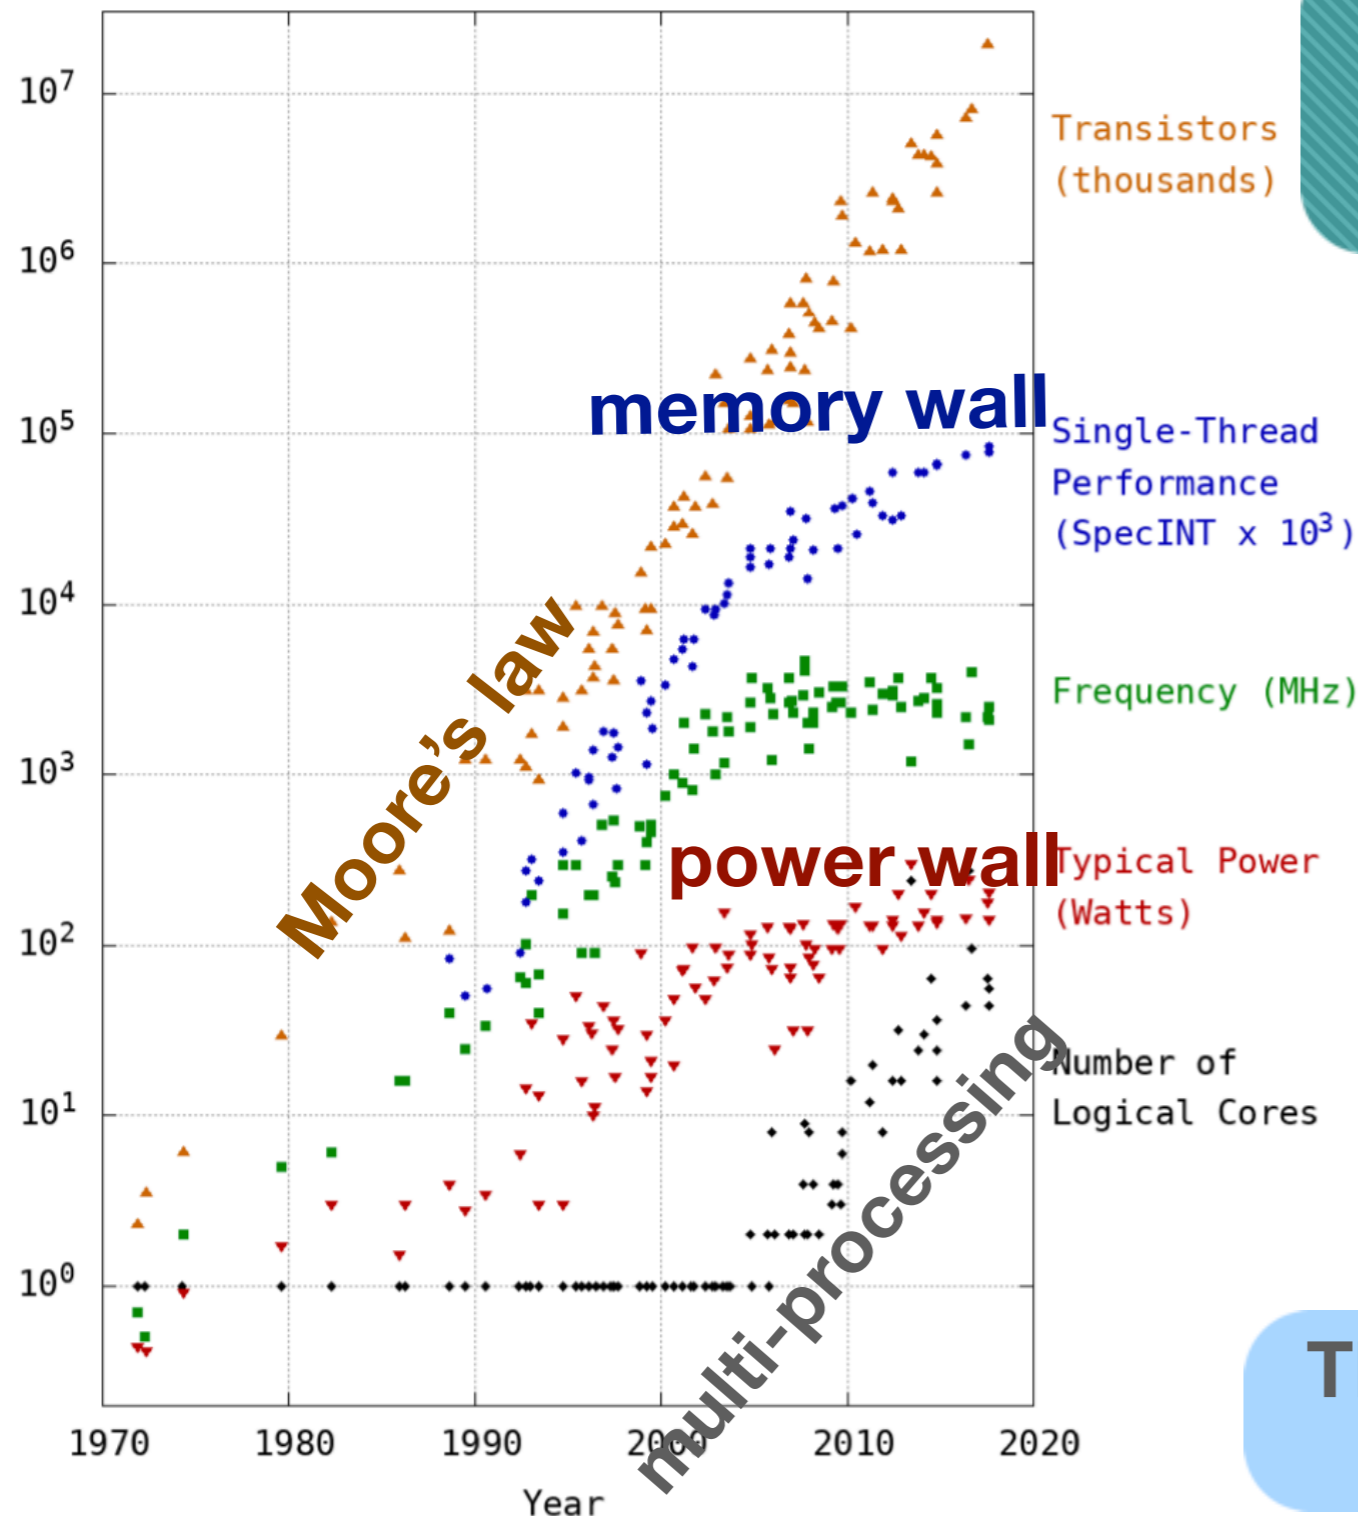 10⁷
10⁶
10⁵
10⁴
10³
10²
10¹
10⁰
Transistors
(thousands)
memory wall
Single-Thread
Performance
(SpecINT x 10³)
Moore’s law
Frequency (MHz)
power wall
Typical Power
(Watts)
Number of
Logical Cores
multi-processing
T
1970 1980 1990 2000 2010 2020
Year